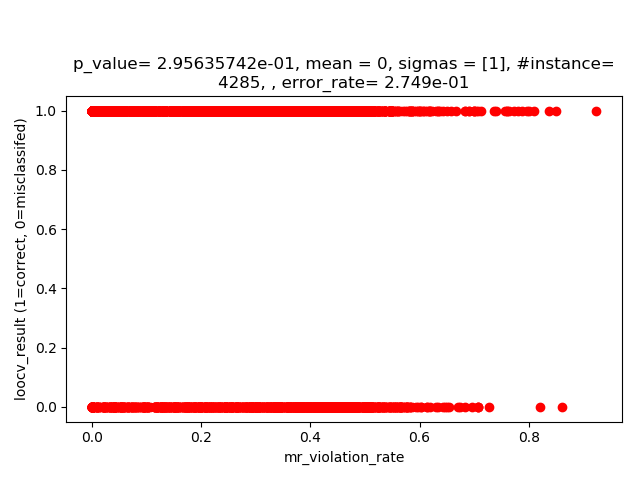 p_value= 2.95635742e-01, mean = 0, sigmas = [1], #instance=
4285, , error_rate= 2.749e-01
1.0
0.8
0.6
0.4
0.2
0.0
loocv_result (1=correct, 0=misclassifed)
0.0 0.2 0.4 0.6 0.8
mr_violation_rate